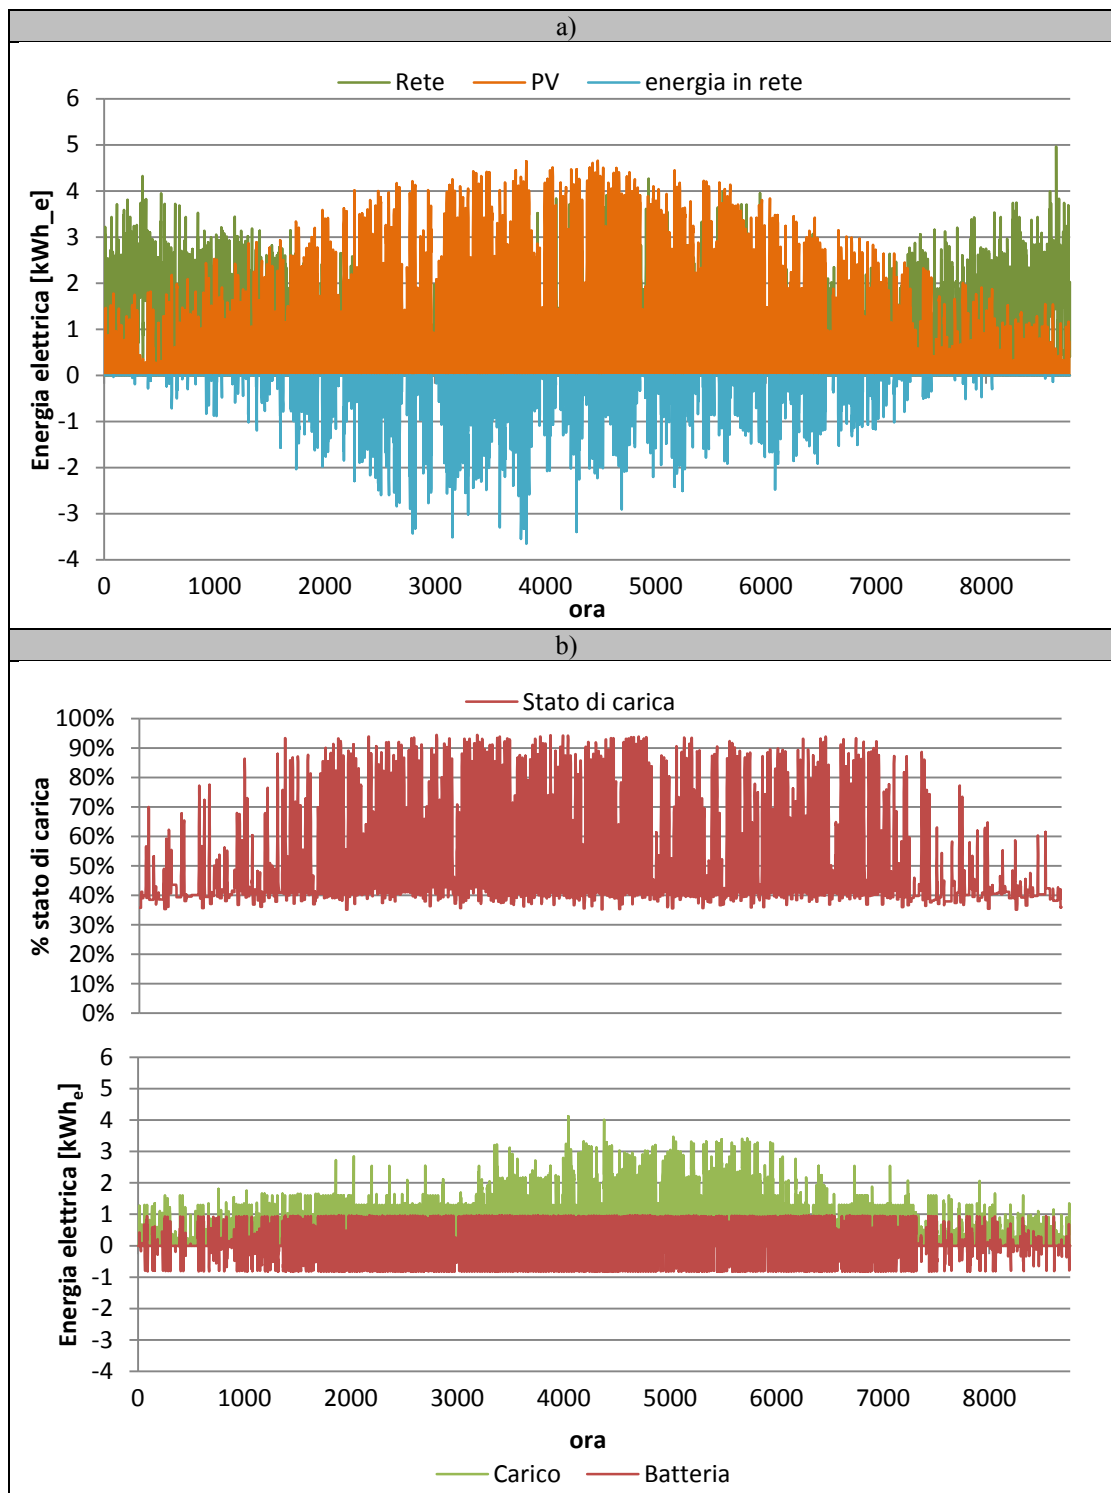 a)
Rete PV energia in rete
6
5
4
3
2
1
0
-1
-2
-3
-4
Energia elettrica [kWh_e]
0 1000 2000 3000 4000 5000 6000 7000 8000
ora
b)
Stato di carica
100%
90%
80%
70%
60%
50%
40%
30%
20%
10%
0%
% stato di carica
6
5
4
3
2
1
0
-1
-2
-3
-4
Energia elettrica [kWhe]
0 1000 2000 3000 4000 5000 6000 7000 8000
ora
Carico Batteria